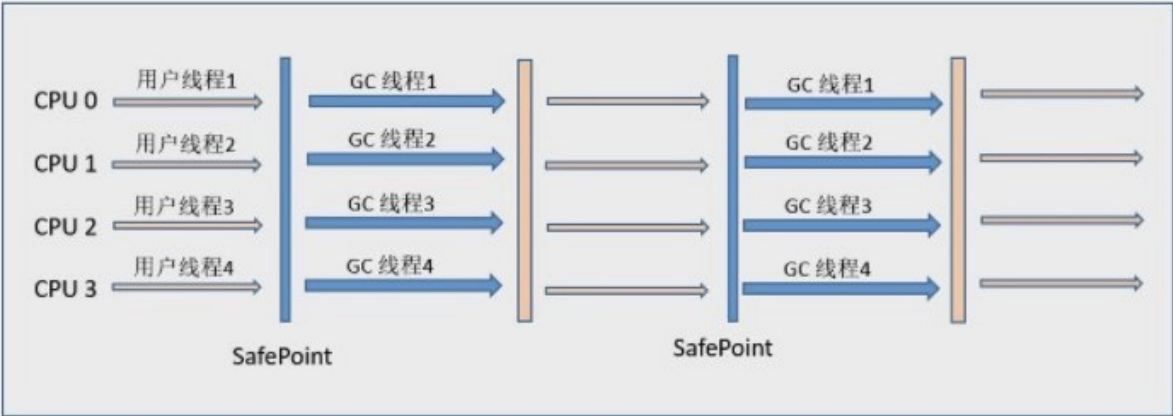 CPU 0 用户线程1 GC 线程1 GC 线程1
CPU 1 用户线程2 GC 线程2 GC 线程2
CPU 2 用户线程3 GC 线程3 GC 线程3
CPU 3 用户线程4 GC 线程4 GC 线程4
SafePoint SafePoint